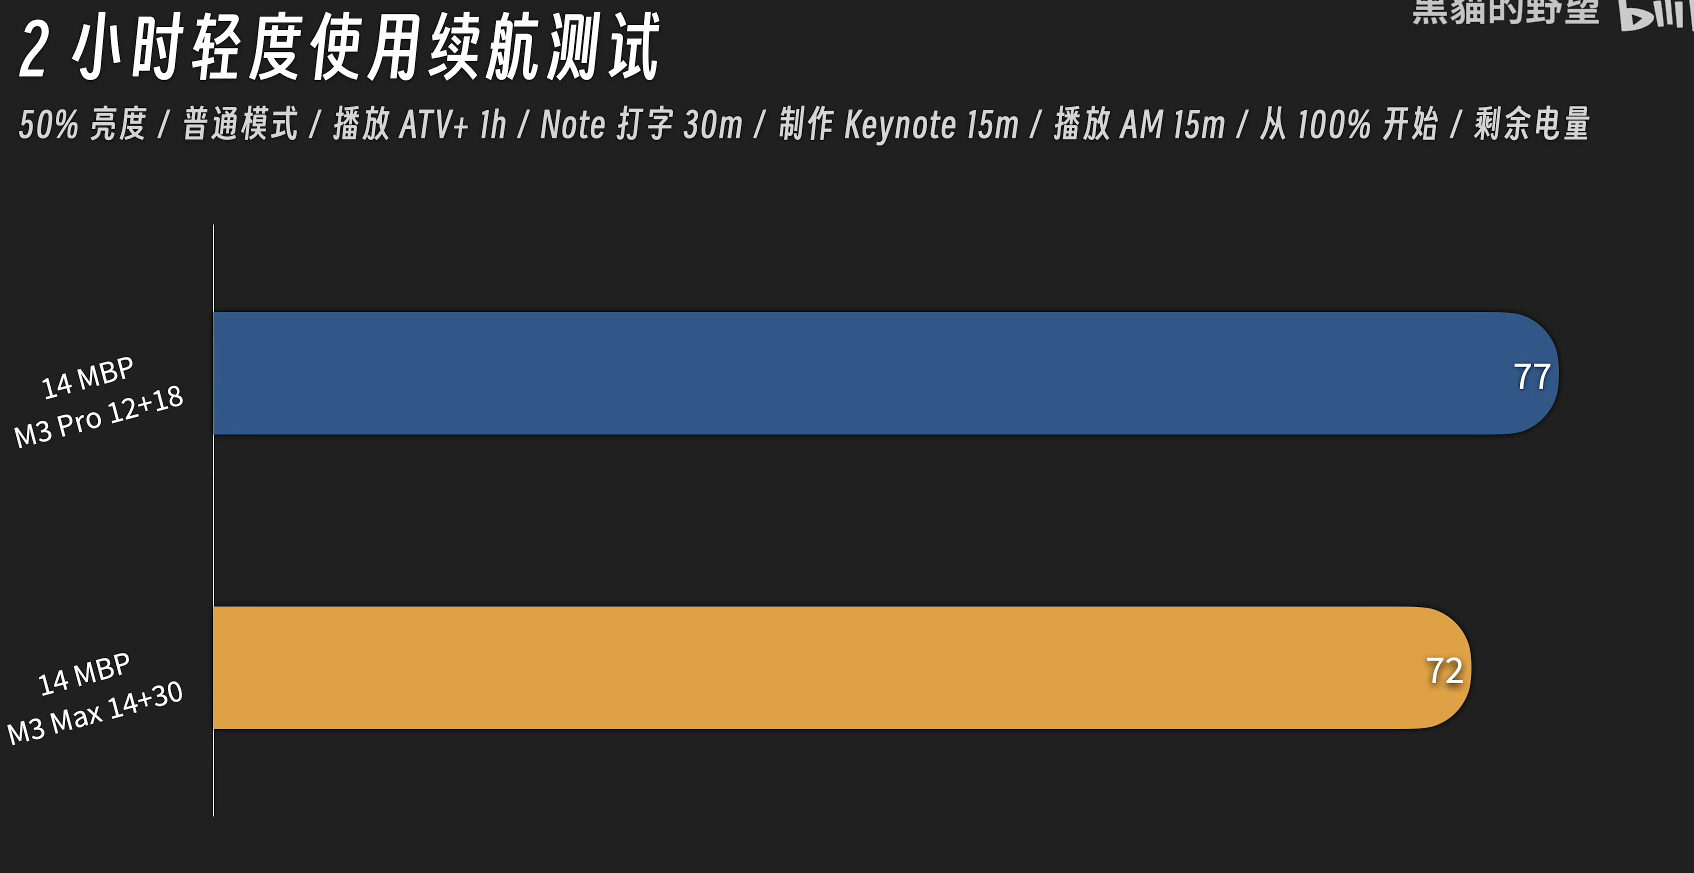 黑貓的野望 bili
2 小时轻度使用续航测试
50% 亮度 / 普通模式 / 播放 ATV+ 1h / Note 打字 30m / 制作 Keynote 15m / 播放 AM 15m / 从 100% 开始 / 剩余电量
14 MBP
M3 Pro 12+18
77
14 MBP
M3 Max 14+30
72